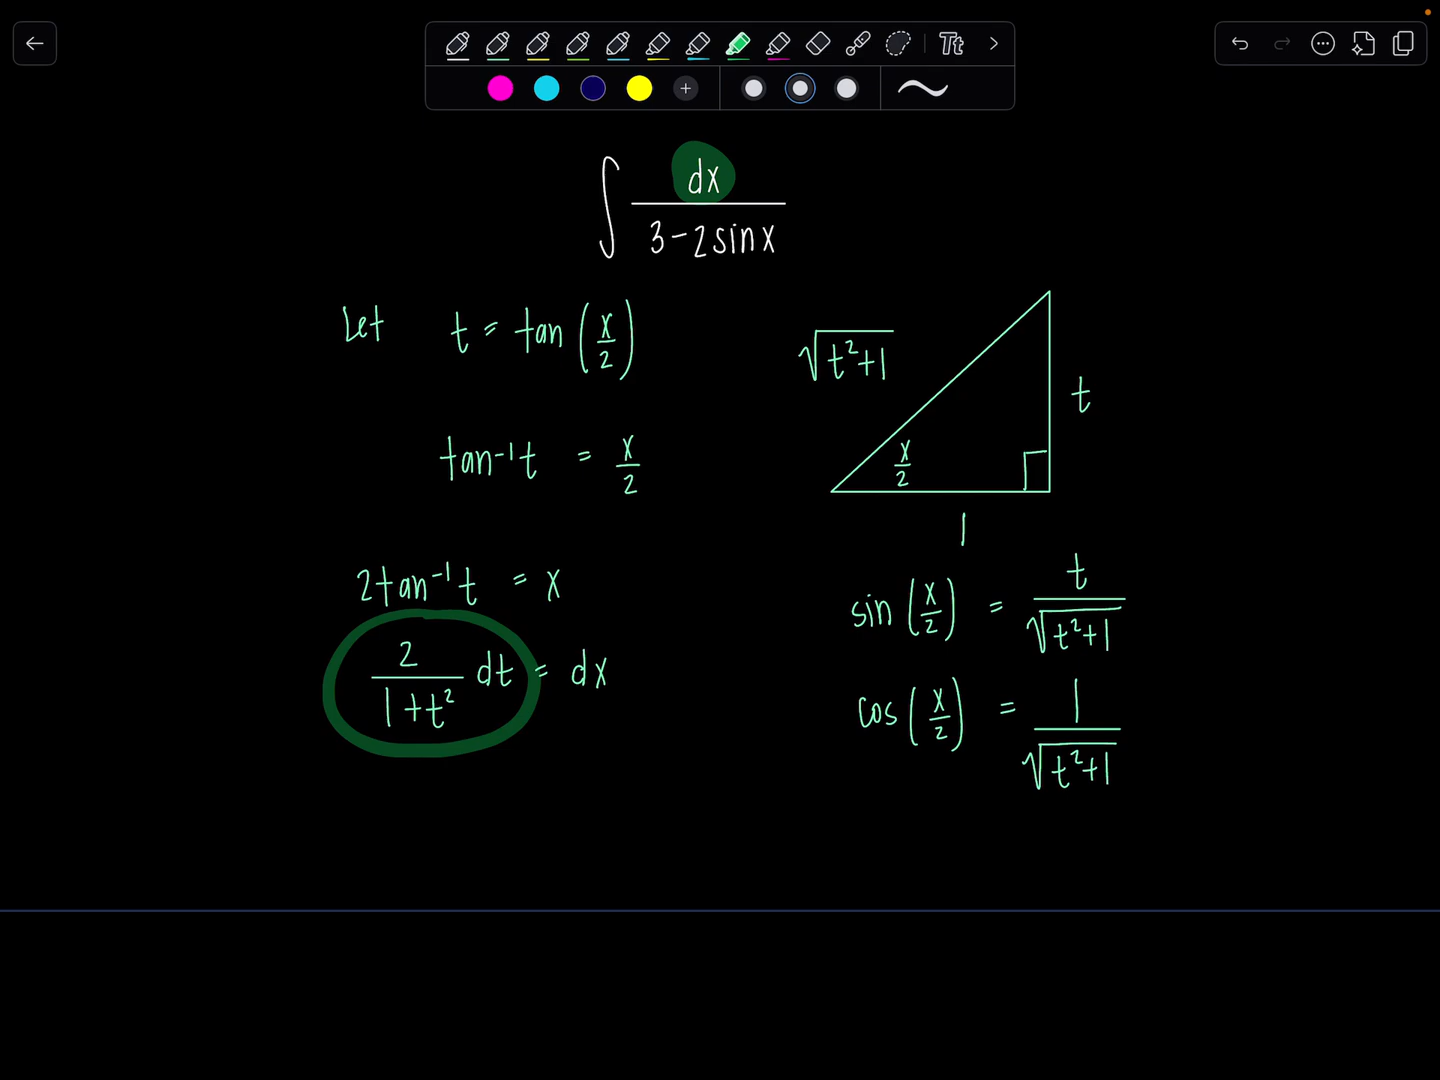 Tt
∫ dx / (3-2sinx)
Let t = tan(x/2)
tan⁻¹t = x/2
2tan⁻¹t = x
2/(1+t²) dt = dx
√(t²+1)
t
x/2
1
sin(x/2) = t/√(t²+1)
cos(x/2) = 1/√(t²+1)